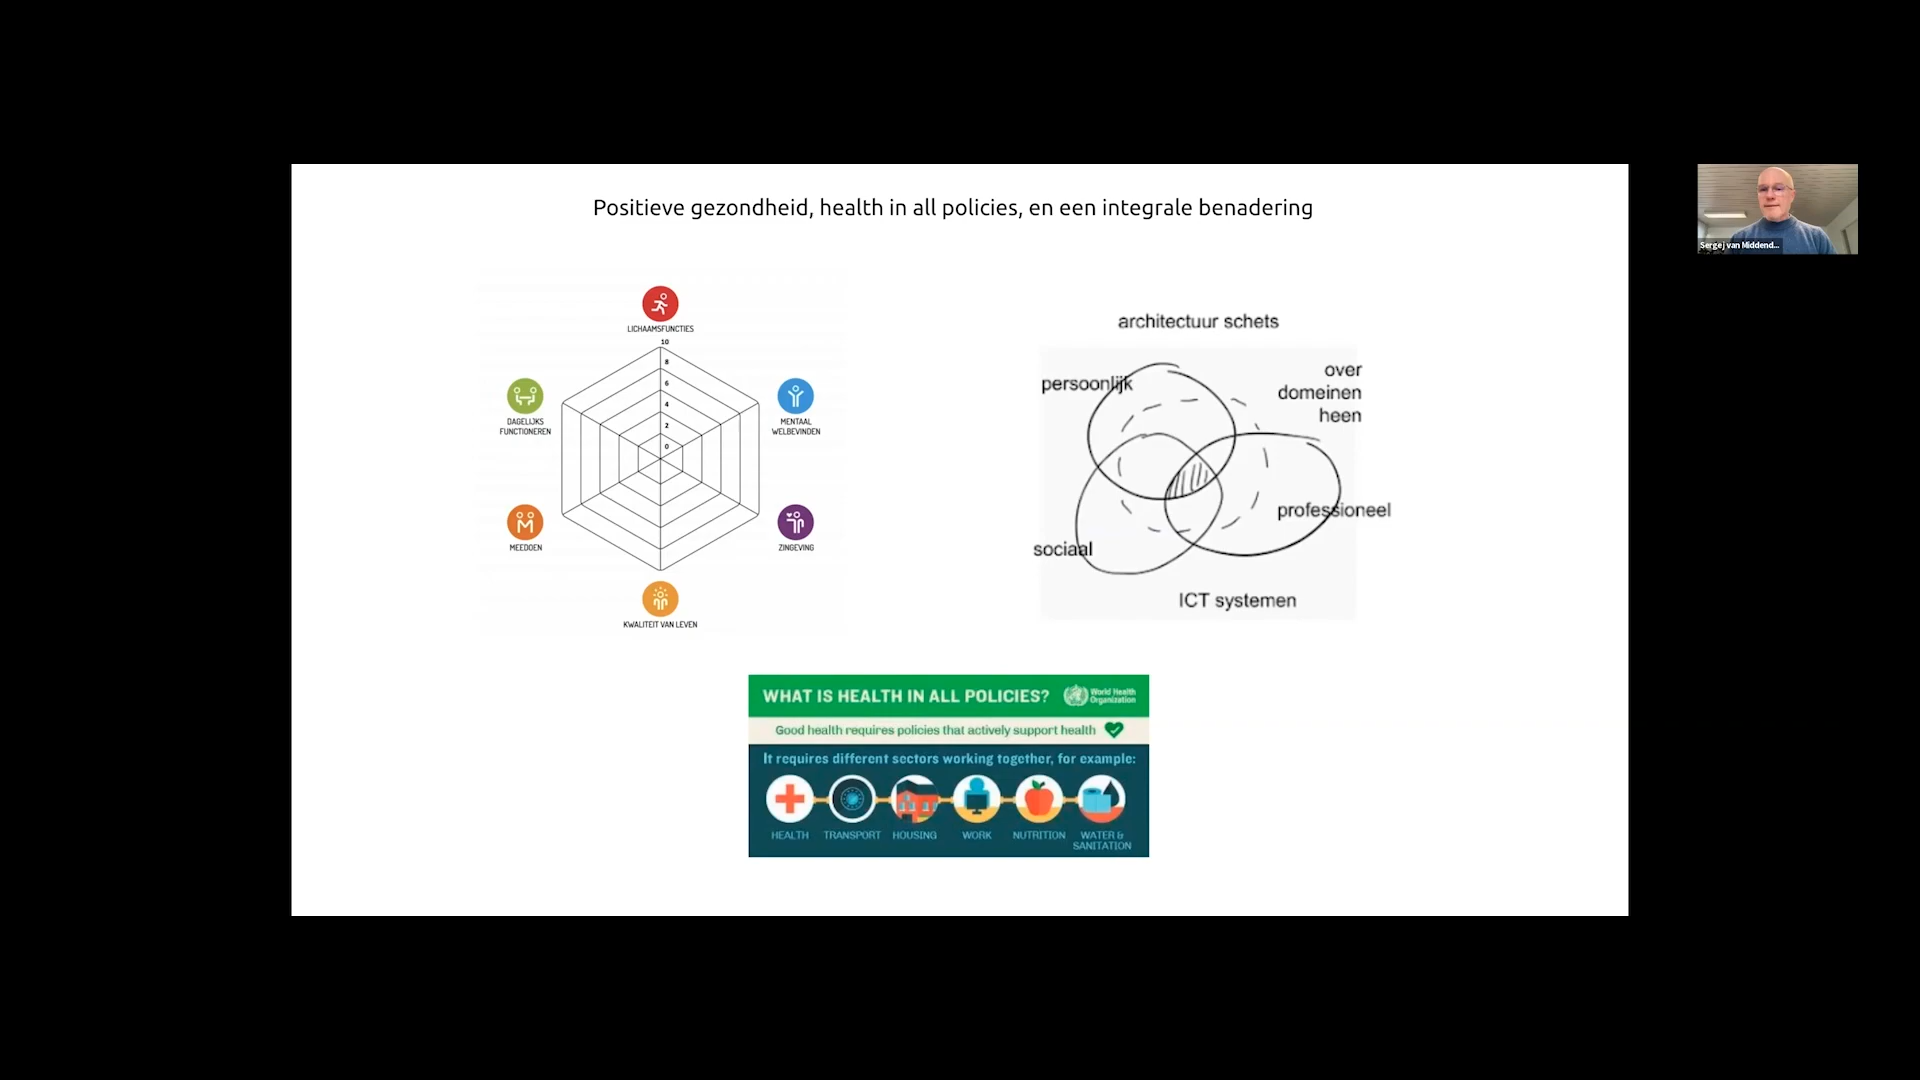 Positieve gezondheid, health in all policies, en een integrale benadering
Sergej van Middend...
LICHAAMSFUNCTIES
10
8
6
4
2
0
DAGELIJKS
FUNCTIONEREN
MENTAAL
WELBEVINDEN
MEEDOEN
ZINGEVING
KWALITEIT VAN LEVEN
architectuur schets
persoonlijk
over
domeinen
heen
professioneel
sociaal
ICT systemen
WHAT IS HEALTH IN ALL POLICIES?
World Health
Organization
Good health requires policies that actively support health
It requires different sectors working together, for example:
HEALTH
TRANSPORT
HOUSING
WORK
NUTRITION
WATER &
SANITATION